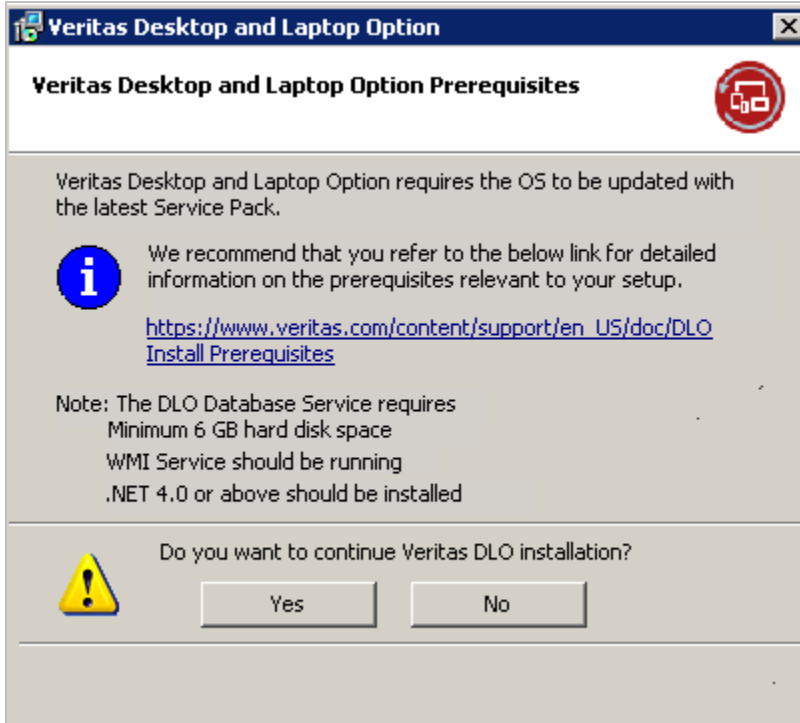 Veritas Desktop and Laptop Option
Veritas Desktop and Laptop Option Prerequisites
Veritas Desktop and Laptop Option requires the OS to be updated with
the latest Service Pack.
We recommend that you refer to the below link for detailed
information on the prerequisites relevant to your setup.
https://www.veritas.com/content/support/en_US/doc/DLO
Install Prerequisites
Note: The DLO Database Service requires
Minimum 6 GB hard disk space
WMI Service should be running
.NET 4.0 or above should be installed
Do you want to continue Veritas DLO installation?
Yes No